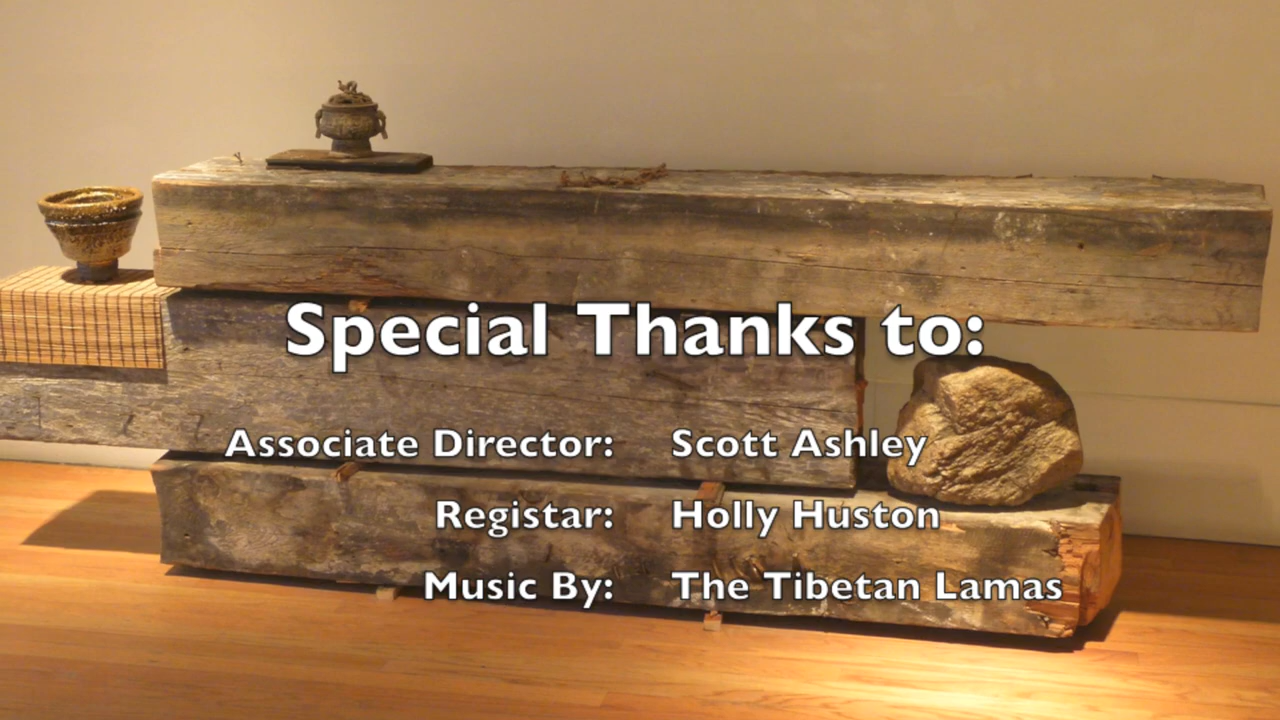 Special Thanks to:
Associate Director: Scott Ashley
Registar: Holly Huston
Music By: The Tibetan Lamas